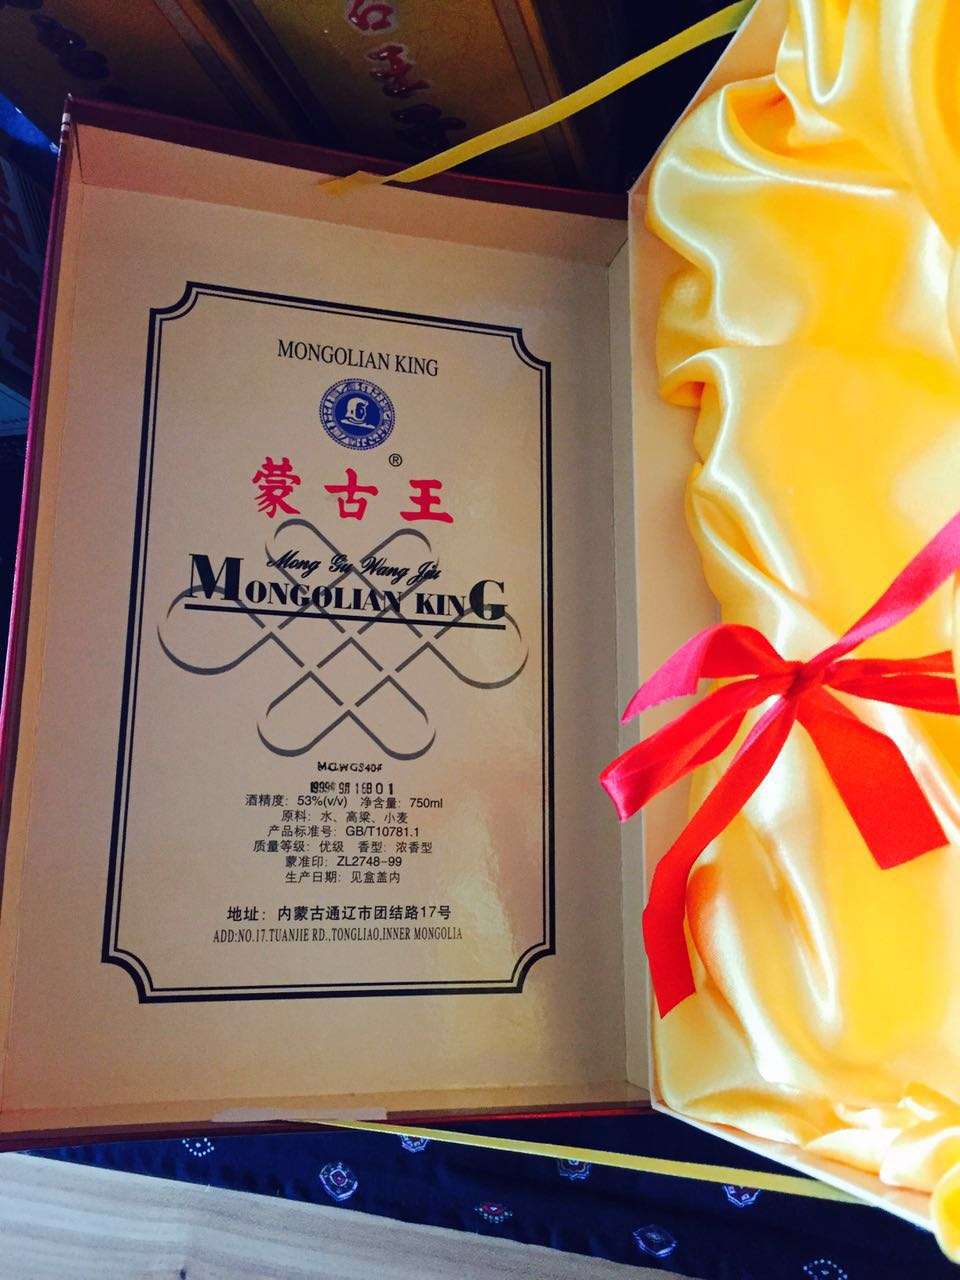 MONGOLIAN KING
®
蒙古王
Mong Gu Wang Jiu
MONGOLIAN KING
酒精度：53%(v/v) 净含量：750ml
原料：水、高粱、小麦
产品标准号：GB/T10781.1
质量等级：优级 香型：浓香型
蒙准印：ZL2748-99
生产日期：见盒盖内
地址：内蒙古通辽市团结路17号
ADD:NO.17.TUANJIE RD.,TONGLIAO,INNER MONGOLIA